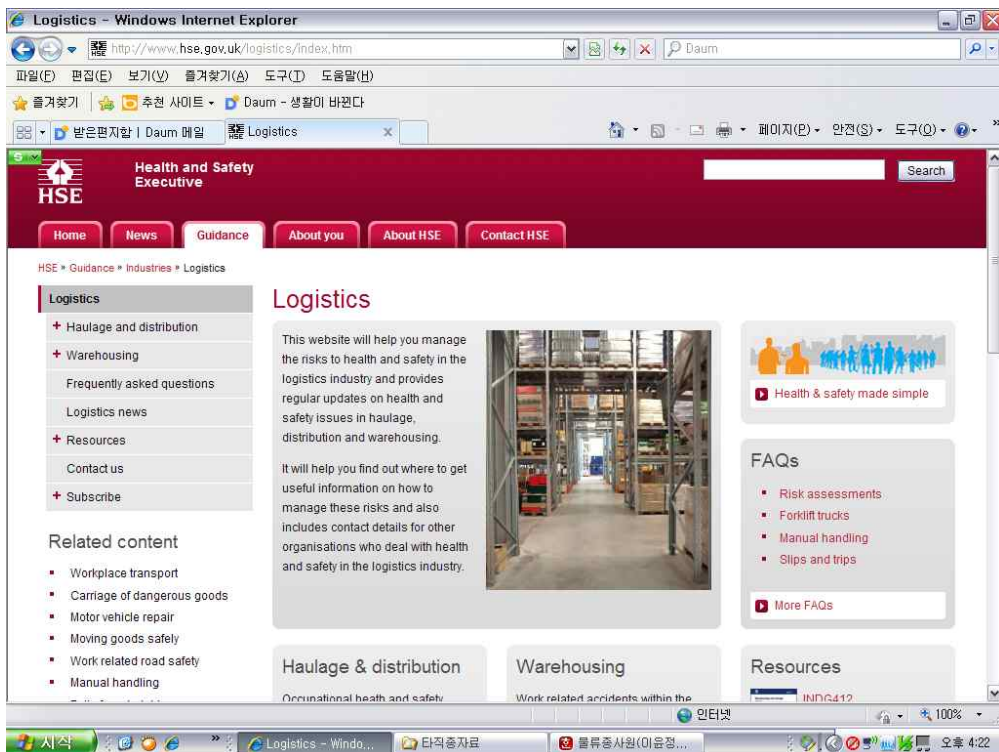 Logistics - Windows Internet Explorer
http://www.hse.gov.uk/logistics/index.htm
Daum
파일(F) 편집(E) 보기(V) 즐겨찾기(A) 도구(T) 도움말(H)
즐겨찾기 추천 사이트 Daum - 생활이 바뀐다
받은편지함 | Daum 메일 Logistics x 페이지(P) 안전(S) 도구(O)
HSE
Health and Safety
Executive
Search
Home News Guidance About you About HSE Contact HSE
HSE » Guidance » Industries » Logistics
Logistics
+ Haulage and distribution
+ Warehousing
Frequently asked questions
Logistics news
+ Resources
Contact us
+ Subscribe
Related content
Workplace transport
Carriage of dangerous goods
Motor vehicle repair
Moving goods safely
Work related road safety
Manual handling
Logistics
This website will help you manage
the risks to health and safety in the
logistics industry and provides
regular updates on health and
safety issues in haulage,
distribution and warehousing.
It will help you find out where to get
useful information on how to
manage these risks and also
includes contact details for other
organisations who deal with health
and safety in the logistics industry.
Health & safety made simple
FAQs
Risk assessments
Forklift trucks
Manual handling
Slips and trips
More FAQs
Haulage & distribution
Occupational heath and safety
Warehousing
Work related accidents within the
Resources
INDG412
인터넷 100%
시작 Logistics - Windo... 타직종자료 물류종사원(이윤정... 오후 4:22